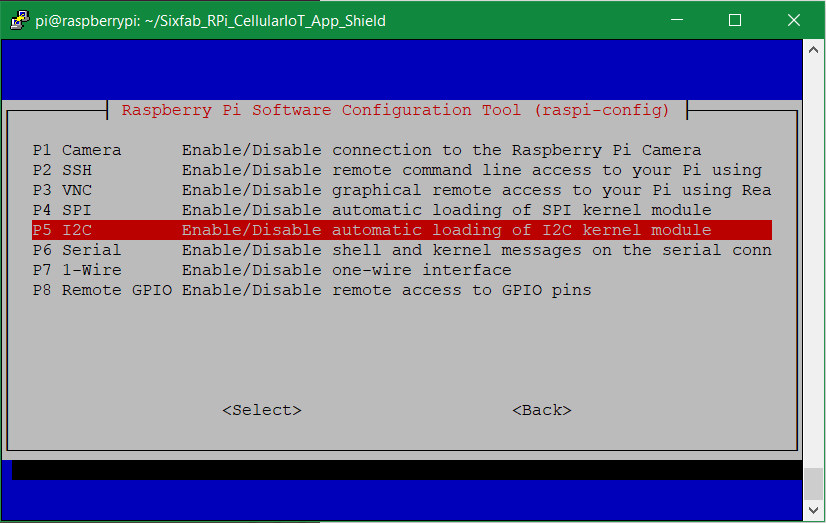 pi@raspberrypi: ~/Sixfab_RPi_CellularIoT_App_Shield
Raspberry Pi Software Configuration Tool (raspi-config)
P1 Camera Enable/Disable connection to the Raspberry Pi Camera
P2 SSH Enable/Disable remote command line access to your Pi using
P3 VNC Enable/Disable graphical remote access to your Pi using Rea
P4 SPI Enable/Disable automatic loading of SPI kernel module
P5 I2C Enable/Disable automatic loading of I2C kernel module
P6 Serial Enable/Disable shell and kernel messages on the serial conn
P7 1-Wire Enable/Disable one-wire interface
P8 Remote GPIO Enable/Disable remote access to GPIO pins
<Select> <Back>